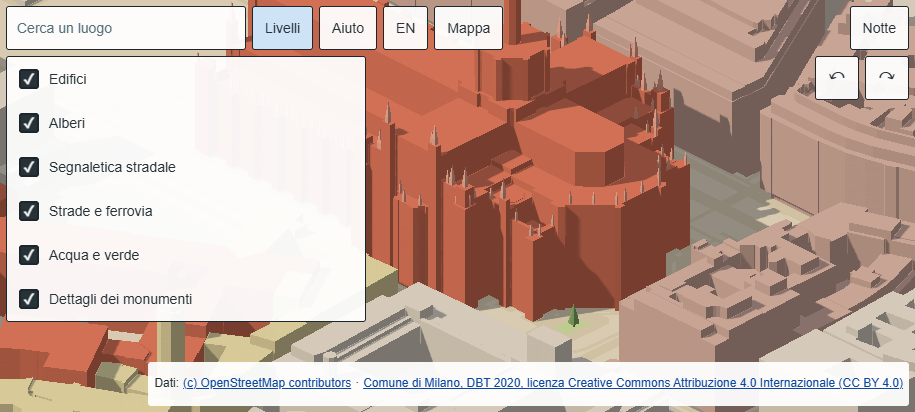 Cerca un luogo
Livelli
Aiuto
EN
Mappa
Notte
Edifici
Alberi
Segnaletica stradale
Strade e ferrovia
Acqua e verde
Dettagli dei monumenti
Dati: (c) OpenStreetMap contributors · Comune di Milano, DBT 2020, licenza Creative Commons Attribuzione 4.0 Internazionale (CC BY 4.0)